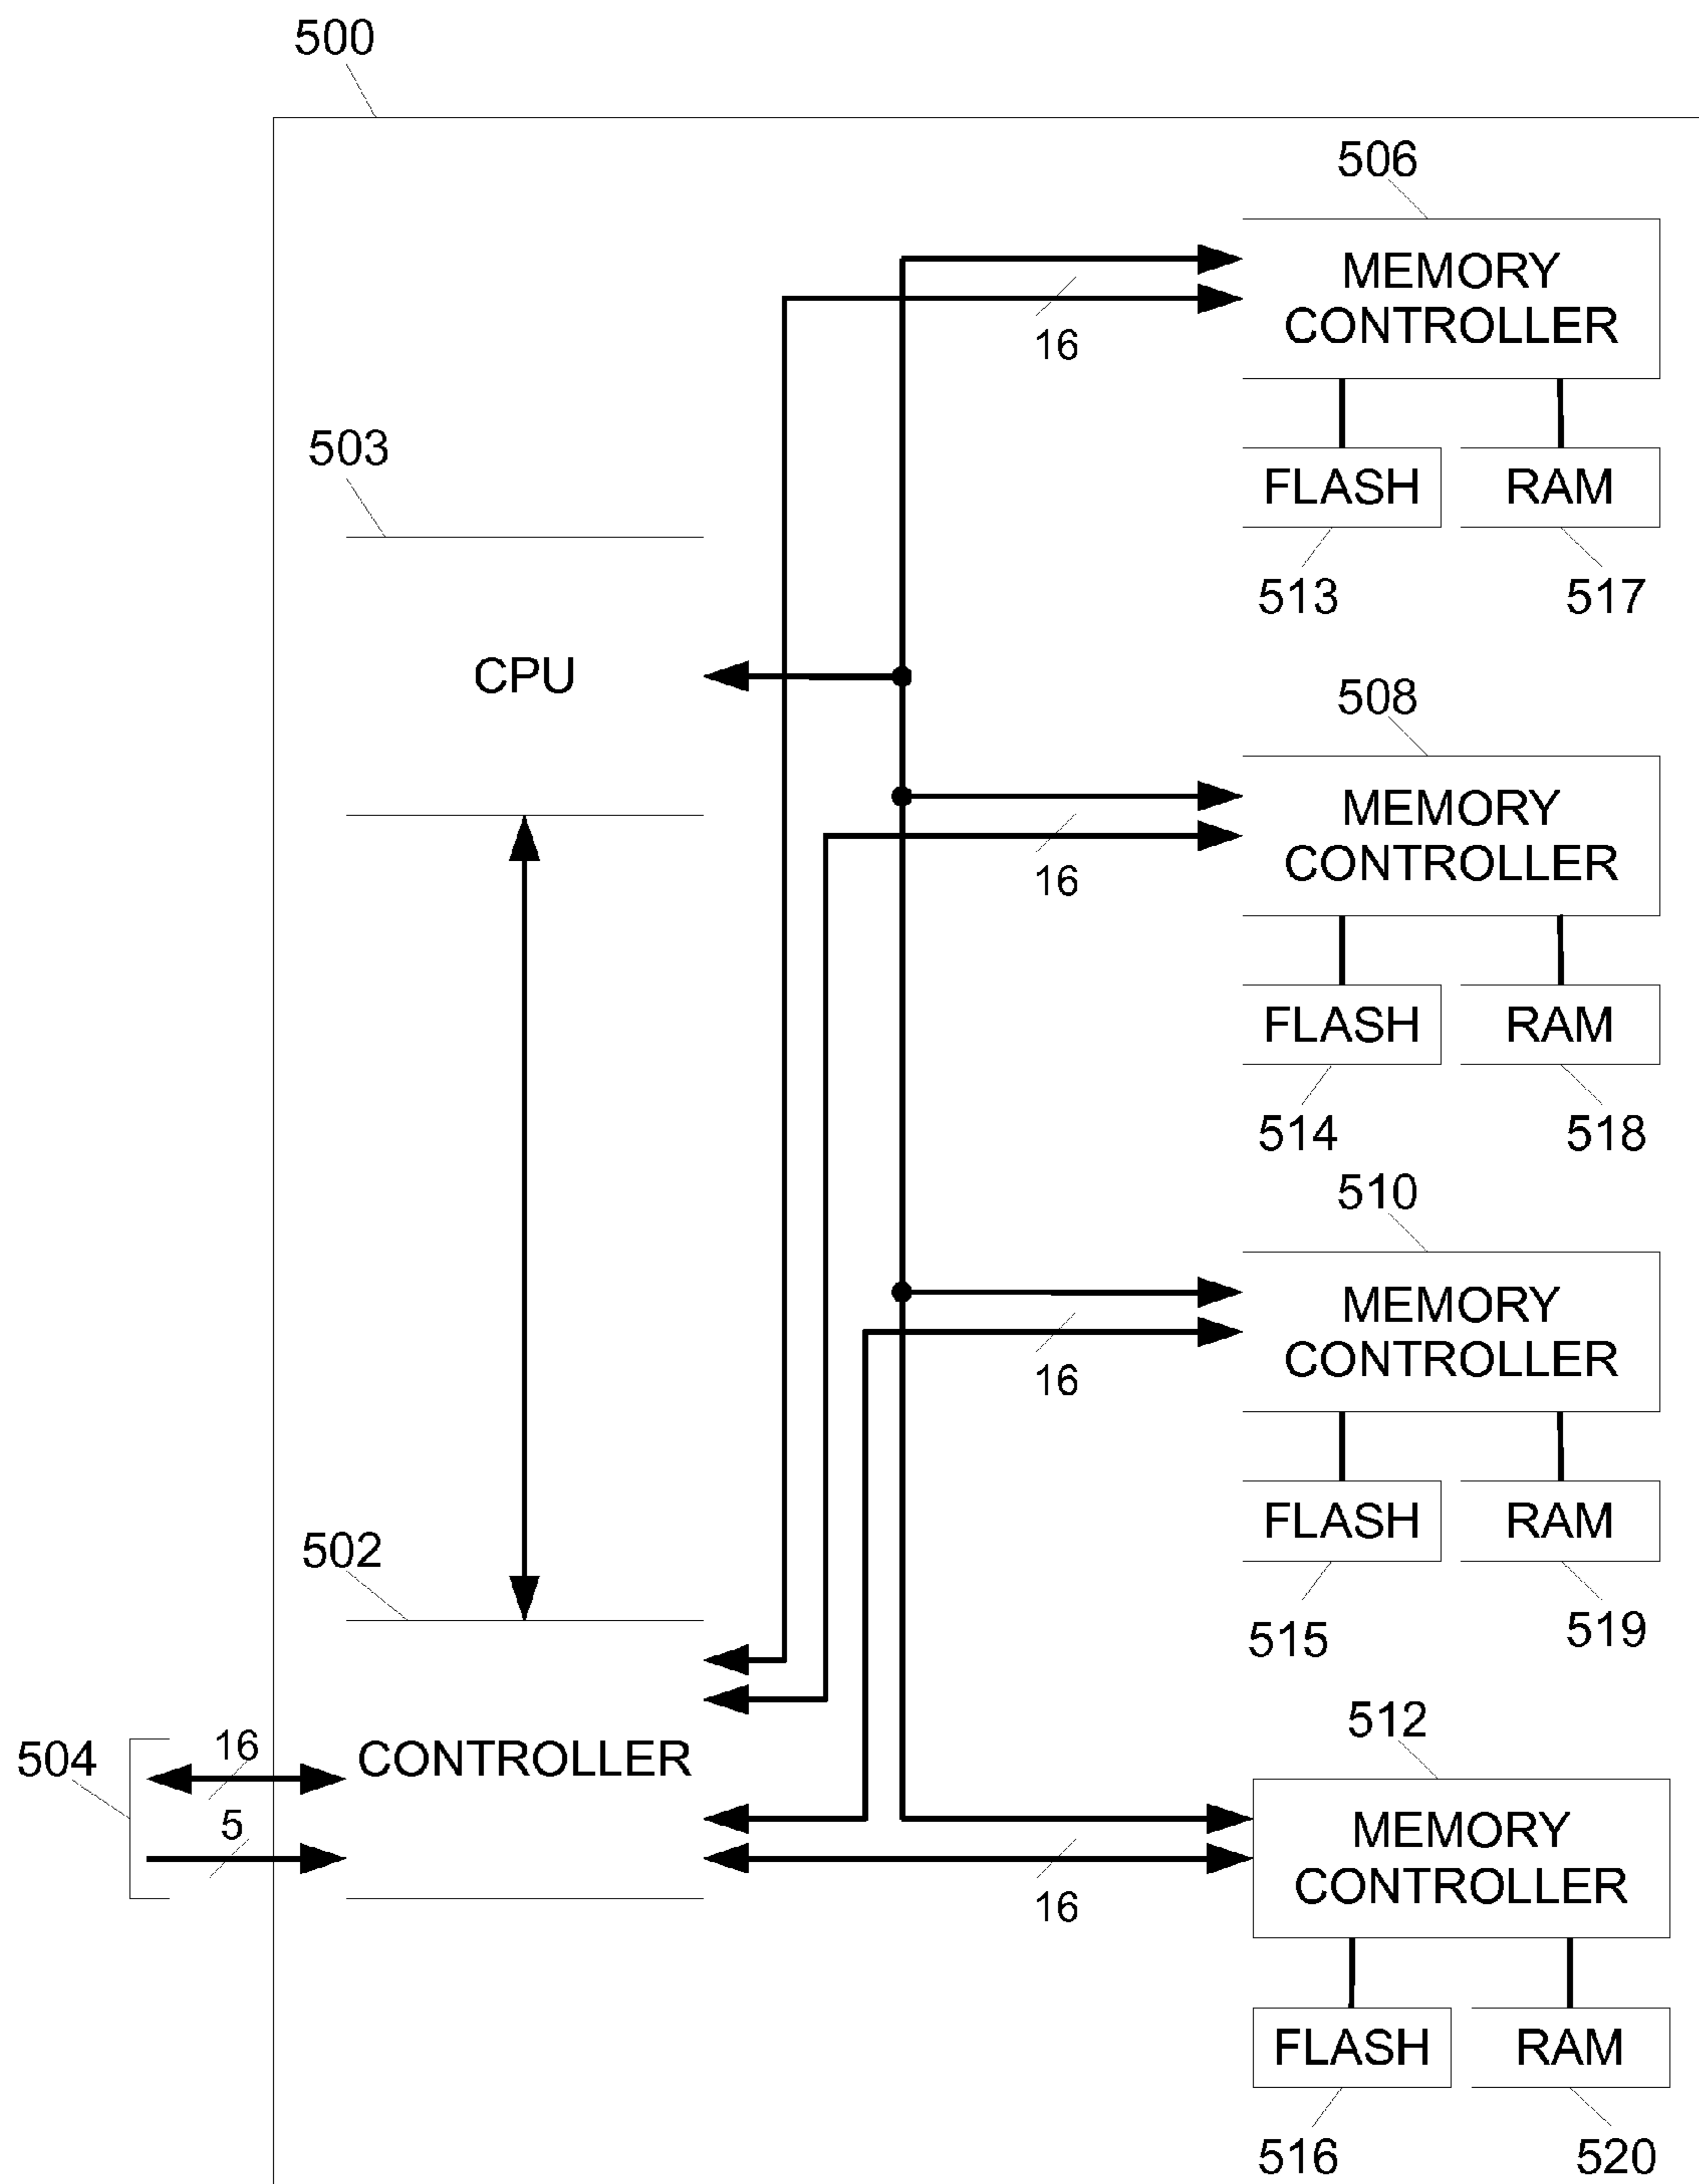 500
506
MEMORY
CONTROLLER
16
503
FLASH
RAM
513
517
CPU
508
MEMORY
CONTROLLER
16
FLASH
RAM
514
518
510
MEMORY
CONTROLLER
16
FLASH
RAM
502
515
519
512
504
16
CONTROLLER
5
MEMORY
CONTROLLER
16
FLASH
RAM
516
520